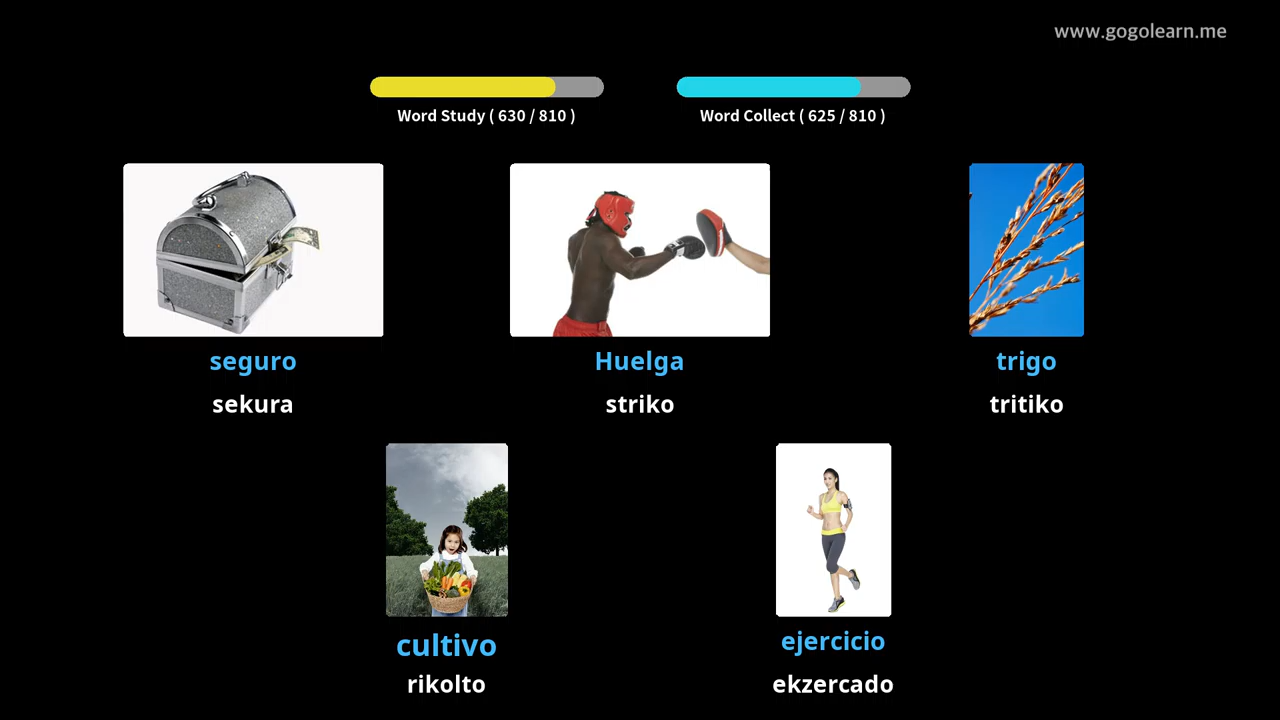 www.gogolearn.me
Word Study ( 630 / 810 )
Word Collect ( 625 / 810 )
seguro
sekura
Huelga
striko
trigo
tritiko
cultivo
rikolto
ejercicio
ekzercado